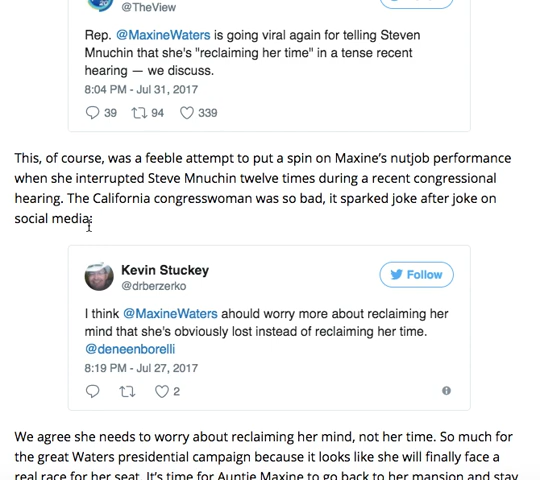 @TheView
Rep. @MaxineWaters is going viral again for telling Steven
Mnuchin that she's "reclaiming her time" in a tense recent
hearing — we discuss.
8:04 PM - Jul 31, 2017
39 94 339
This, of course, was a feeble attempt to put a spin on Maxine's nutjob performance
when she interrupted Steve Mnuchin twelve times during a recent congressional
hearing. The California congresswoman was so bad, it sparked joke after joke on
social media:
Kevin Stuckey
Follow
@drberzerko
I think @MaxineWaters ahould worry more about reclaiming her
mind that she's obviously lost instead of reclaiming her time.
@deneenborelli
8:19 PM - Jul 27, 2017
2
We agree she needs to worry about reclaiming her mind, not her time. So much for
the great Waters presidential campaign because it looks like she will finally face a
real race for her seat. It's time for Auntie Maxine to go back to her mansion and stay